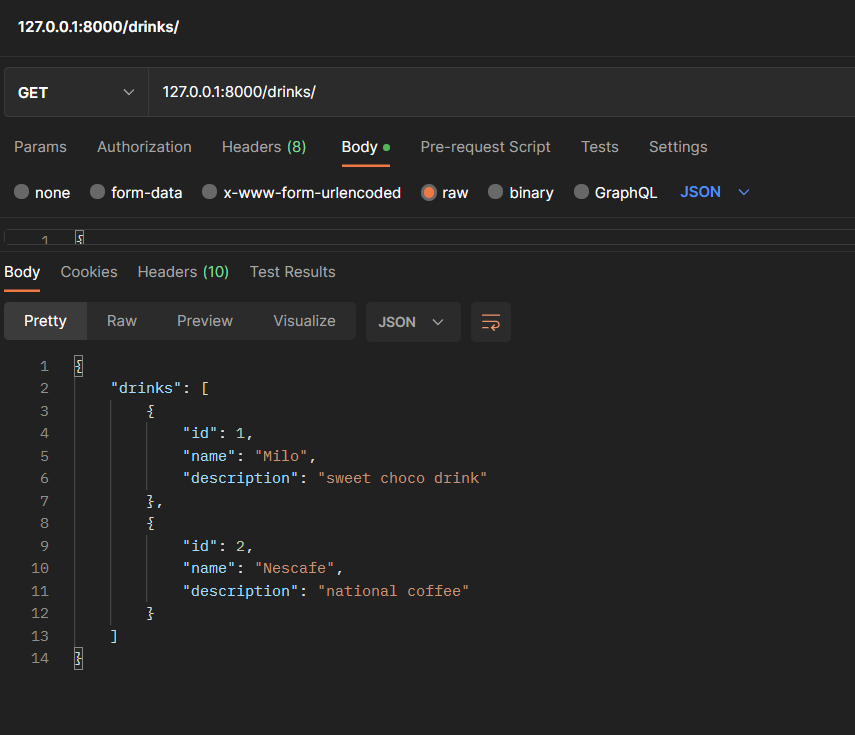 127.0.0.1:8000/drinks/
GET 127.0.0.1:8000/drinks/
Params Authorization Headers (8) Body Pre-request Script Tests Settings
none form-data x-www-form-urlencoded raw binary GraphQL JSON
1 {
Body Cookies Headers (10) Test Results
Pretty Raw Preview Visualize JSON
1 {
2 "drinks": [
3 {
4 "id": 1,
5 "name": "Milo",
6 "description": "sweet choco drink"
7 },
8 {
9 "id": 2,
10 "name": "Nescafe",
11 "description": "national coffee"
12 }
13 ]
14 }